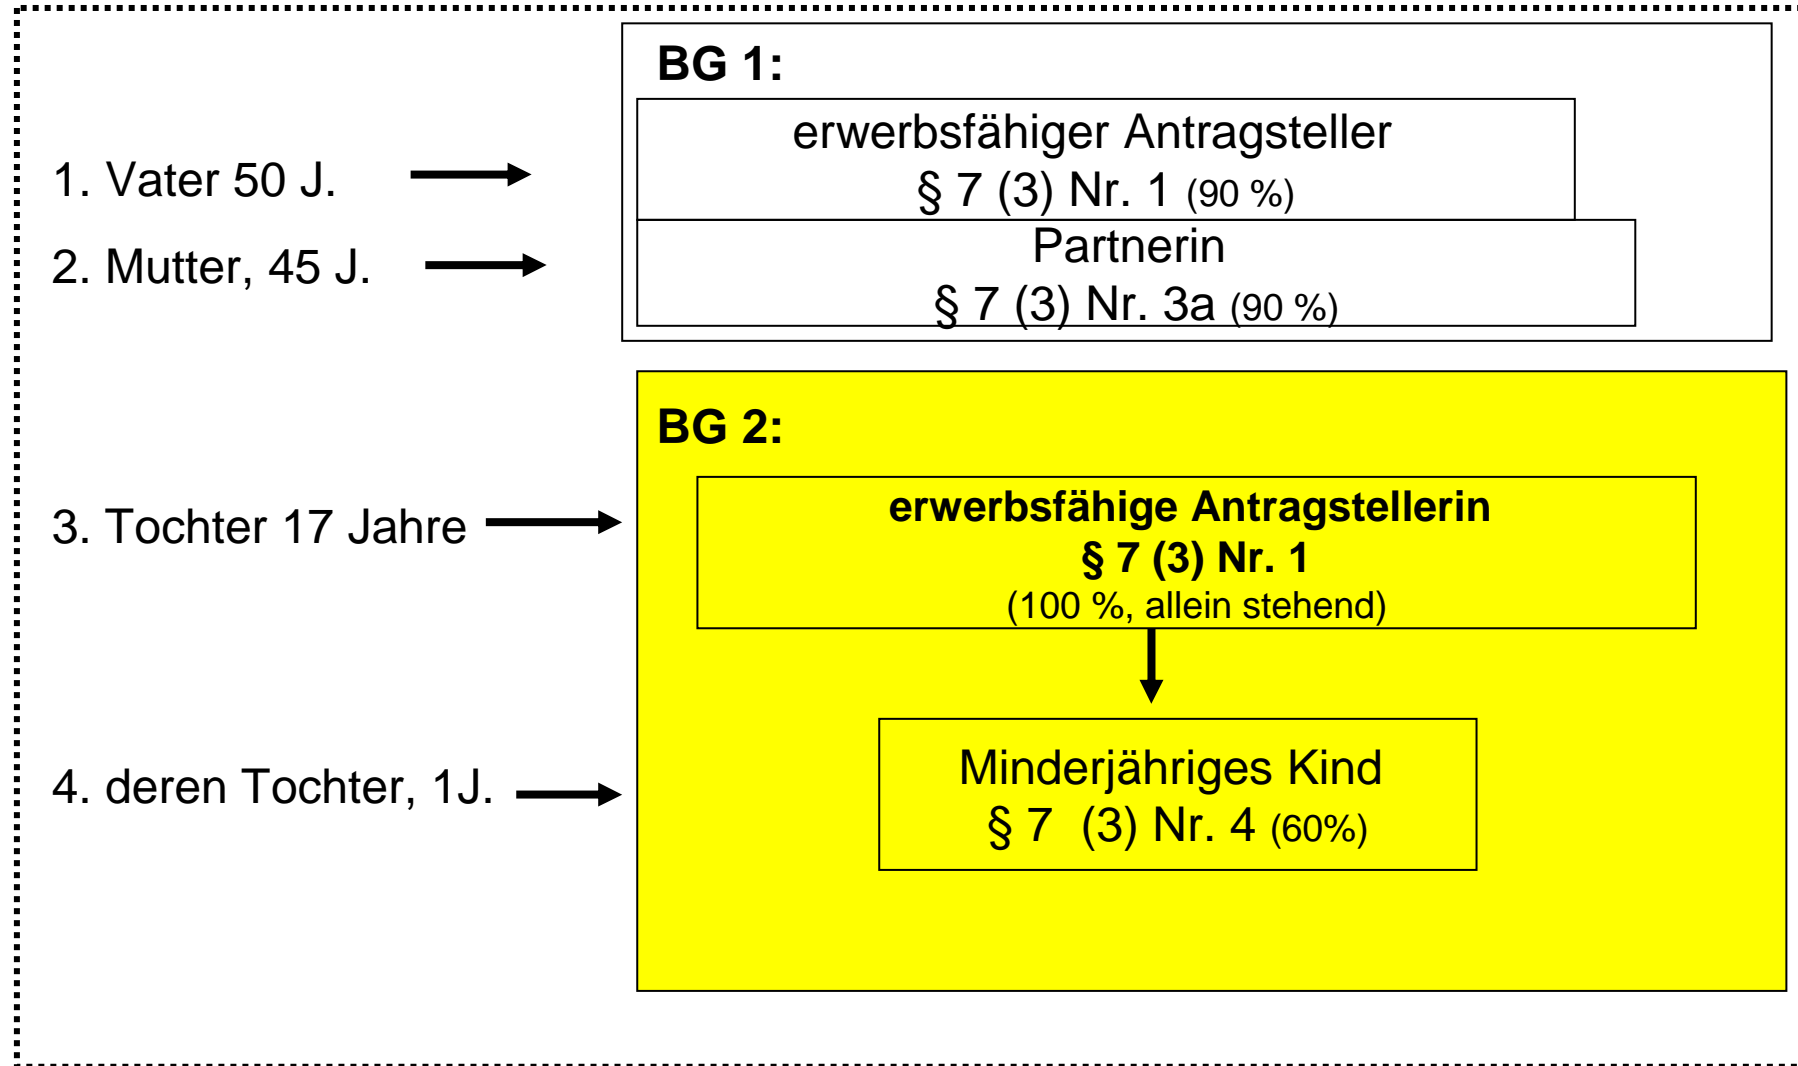 BG 1:
erwerbsfähiger Antragsteller
§ 7 (3) Nr. 1 (90 %)
1. Vater 50 J.
Partnerin
§ 7 (3) Nr. 3a (90 %)
2. Mutter, 45 J.
BG 2:
erwerbsfähige Antragstellerin
§ 7 (3) Nr. 1
(100 %, allein stehend)
3. Tochter 17 Jahre
Minderjähriges Kind
§ 7 (3) Nr. 4 (60%)
4. deren Tochter, 1J.